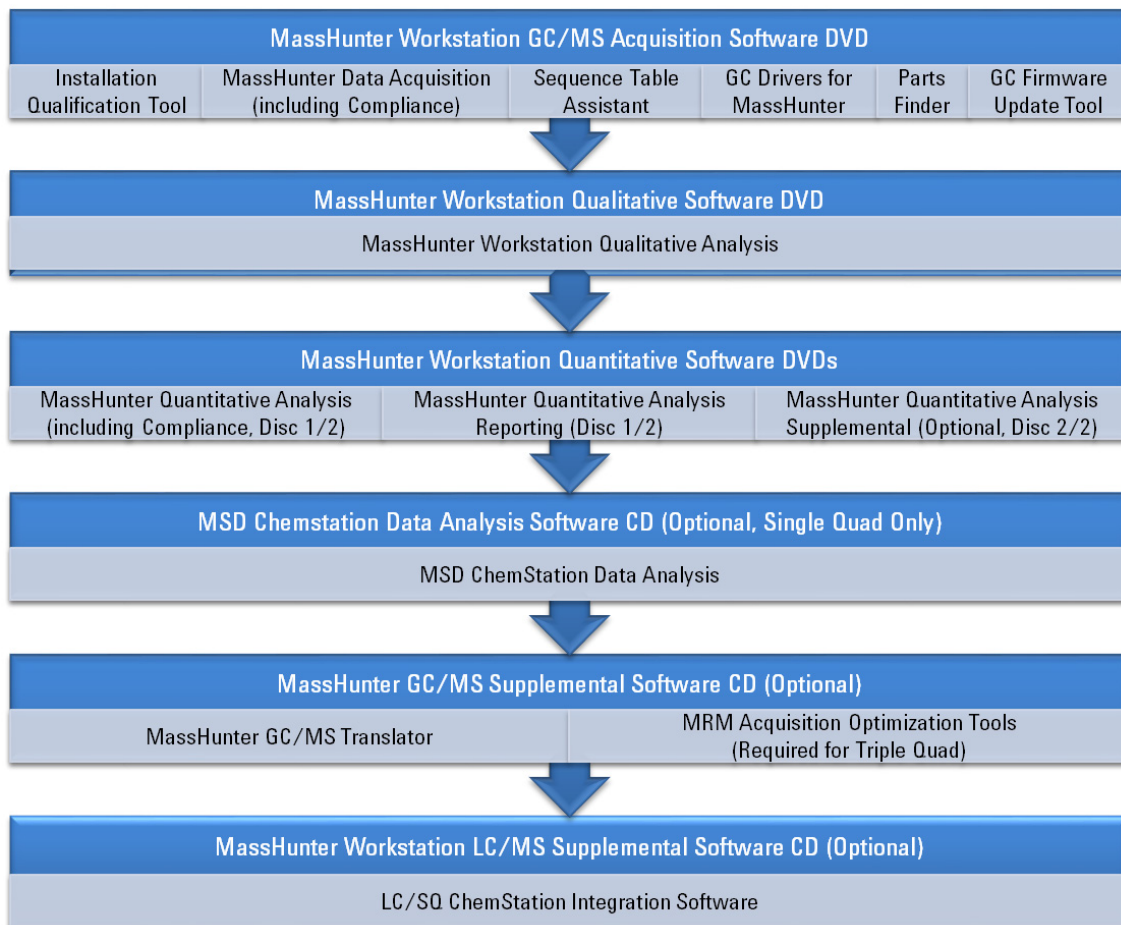 MassHunter Workstation GC/MS Acquisition Software DVD
Installation
Qualification Tool
MassHunter Data Acquisition
(including Compliance)
Sequence Table
Assistant
GC Drivers for
MassHunter
Parts
Finder
GC Firmware
Update Tool
MassHunter Workstation Qualitative Software DVD
MassHunter Workstation Qualitative Analysis
MassHunter Workstation Quantitative Software DVDs
MassHunter Quantitative Analysis
(including Compliance, Disc 1/2)
MassHunter Quantitative Analysis
Reporting (Disc 1/2)
MassHunter Quantitative Analysis
Supplemental (Optional, Disc 2/2)
MSD Chemstation Data Analysis Software CD (Optional, Single Quad Only)
MSD ChemStation Data Analysis
MassHunter GC/MS Supplemental Software CD (Optional)
MassHunter GC/MS Translator
MRM Acquisition Optimization Tools
(Required for Triple Quad)
MassHunter Workstation LC/MS Supplemental Software CD (Optional)
LC/SQ ChemStation Integration Software